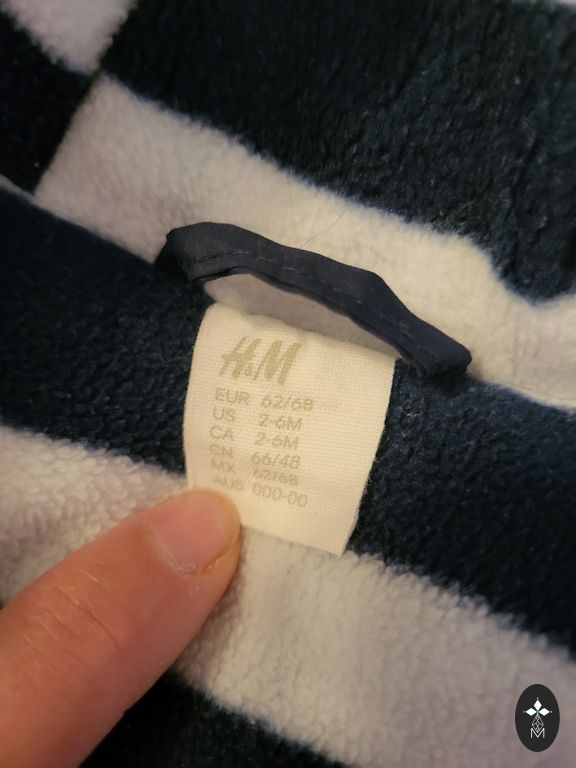 H&M
EUR 62/68
US 2-6M
CA 2-6M
CN 66/48
MX 62/68
AUS 000-00
M